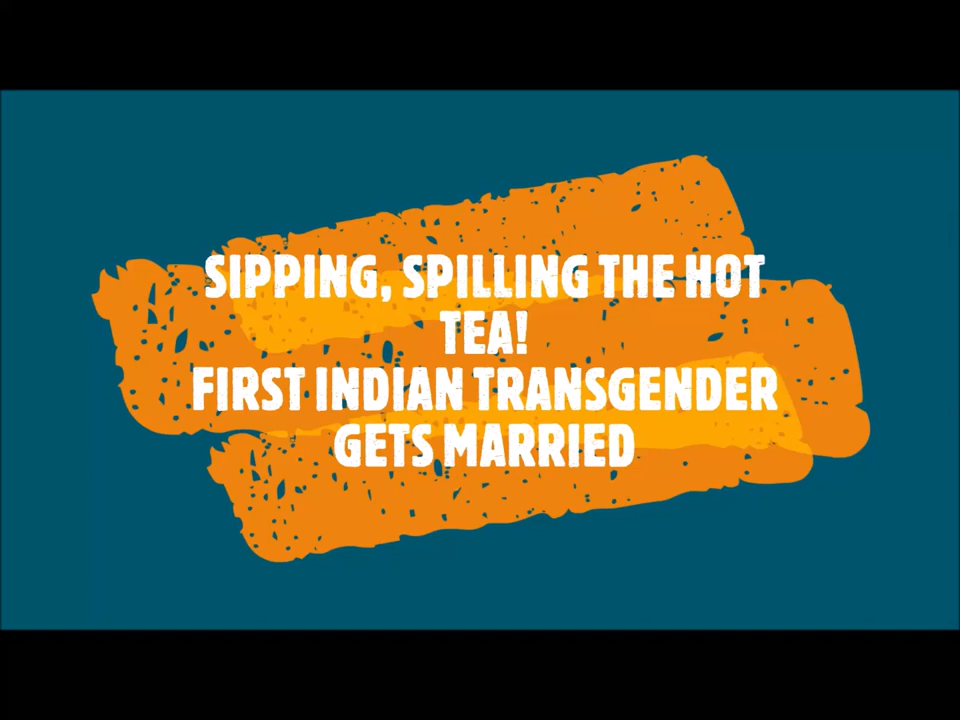 SIPPING, SPILLING THE HOT
TEA!
FIRST INDIAN TRANSGENDER
GETS MARRIED